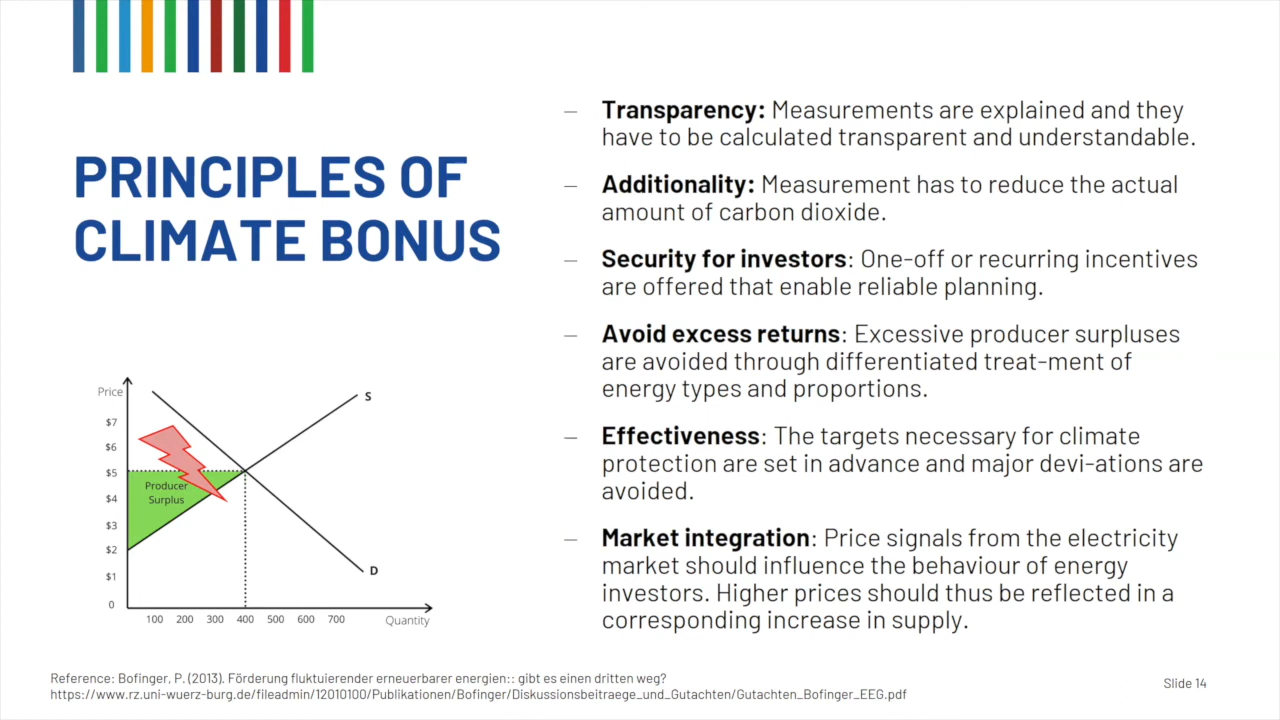 PRINCIPLES OF
CLIMATE BONUS
– Transparency: Measurements are explained and they
have to be calculated transparent and understandable.
– Additionality: Measurement has to reduce the actual
amount of carbon dioxide.
– Security for investors: One-off or recurring incentives
are offered that enable reliable planning.
– Avoid excess returns: Excessive producer surpluses
are avoided through differentiated treat-ment of
energy types and proportions.
– Effectiveness: The targets necessary for climate
protection are set in advance and major devi-ations are
avoided.
– Market integration: Price signals from the electricity
market should influence the behaviour of energy
investors. Higher prices should thus be reflected in a
corresponding increase in supply.
Price
$7
$6
$5
$4
$3
$2
$1
0
Producer
Surplus
S
D
100 200 300 400 500 600 700 Quantity
Reference: Bofinger, P. (2013). Förderung fluktuierender erneuerbarer energien:: gibt es einen dritten weg?
https://www.rz.uni-wuerz-burg.de/fileadmin/12010100/Publikationen/Bofinger/Diskussionsbeitraege_und_Gutachten/Gutachten_Bofinger_EEG.pdf
Slide 14